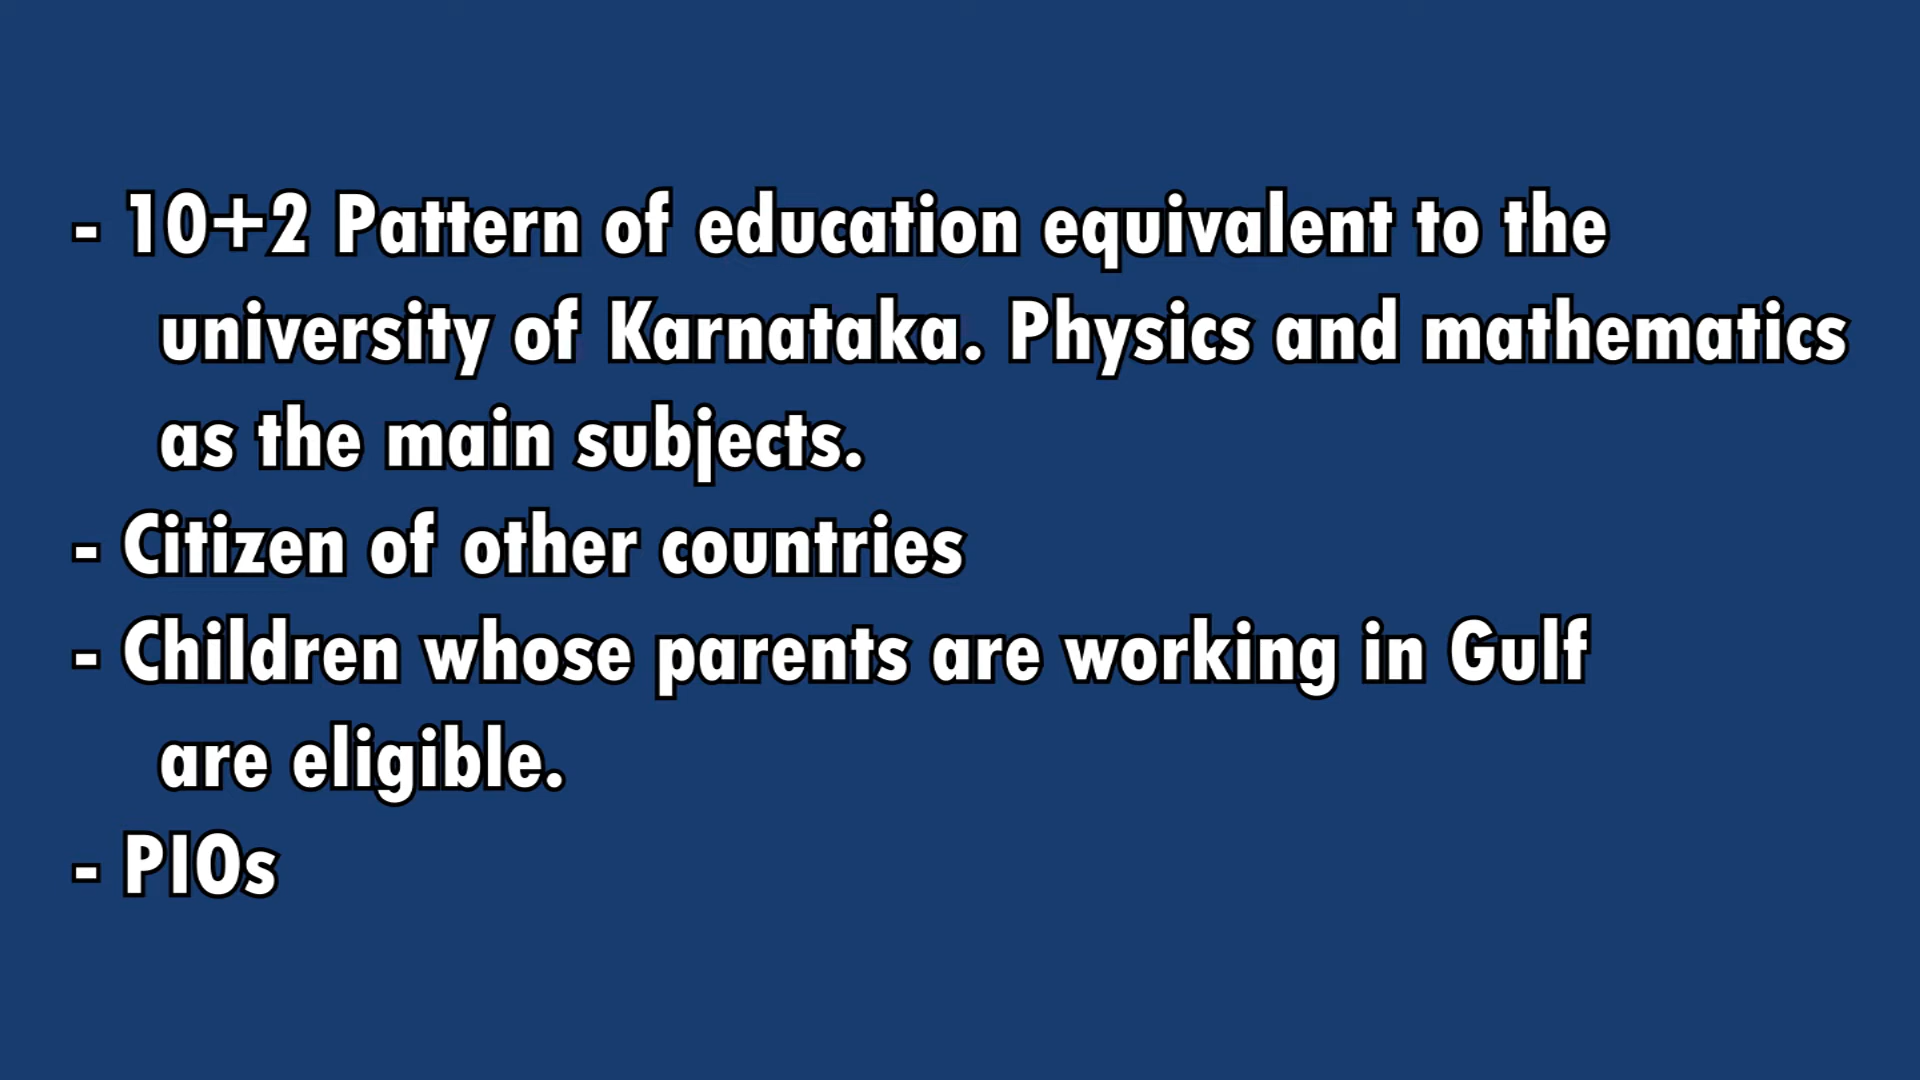 - 10+2 Pattern of education equivalent to the
university of Karnataka. Physics and mathematics
as the main subjects.
- Citizen of other countries
- Children whose parents are working in Gulf
are eligible.
- PIOs